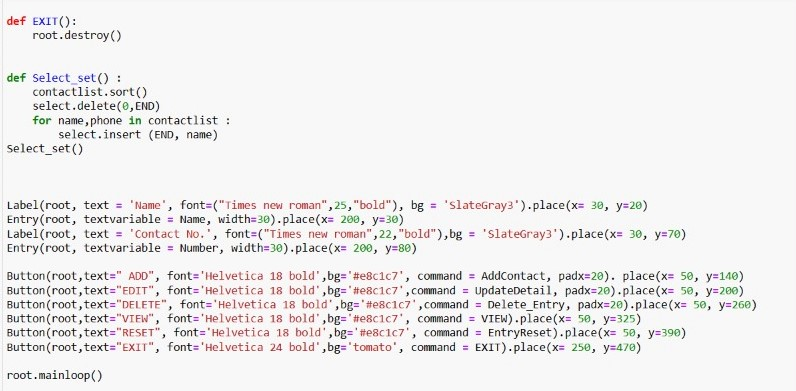 def EXIT():
    root.destroy()
def Select_set() :
    contactlist.sort()
    select.delete(0,END)
    for name,phone in contactlist :
        select.insert (END, name)
Select_set()
Label(root, text = 'Name', font=("Times new roman",25,"bold"), bg = 'SlateGray3').place(x= 30, y=20)
Entry(root, textvariable = Name, width=30).place(x= 200, y=30)
Label(root, text = 'Contact No.', font=("Times new roman",22,"bold"),bg = 'SlateGray3').place(x= 30, y=70)
Entry(root, textvariable = Number, width=30).place(x= 200, y=80)
Button(root,text=" ADD", font='Helvetica 18 bold',bg='#e8c1c7', command = AddContact, padx=20). place(x= 50, y=140)
Button(root,text="EDIT", font='Helvetica 18 bold',bg='#e8c1c7',command = UpdateDetail, padx=20).place(x= 50, y=200)
Button(root,text="DELETE", font='Helvetica 18 bold',bg='#e8c1c7',command = Delete_Entry, padx=20).place(x= 50, y=260)
Button(root,text="VIEW", font='Helvetica 18 bold',bg='#e8c1c7', command = VIEW).place(x= 50, y=325)
Button(root,text="RESET", font='Helvetica 18 bold',bg='#e8c1c7', command = EntryReset).place(x= 50, y=390)
Button(root,text="EXIT", font='Helvetica 24 bold',bg='tomato', command = EXIT).place(x= 250, y=470)
root.mainloop()